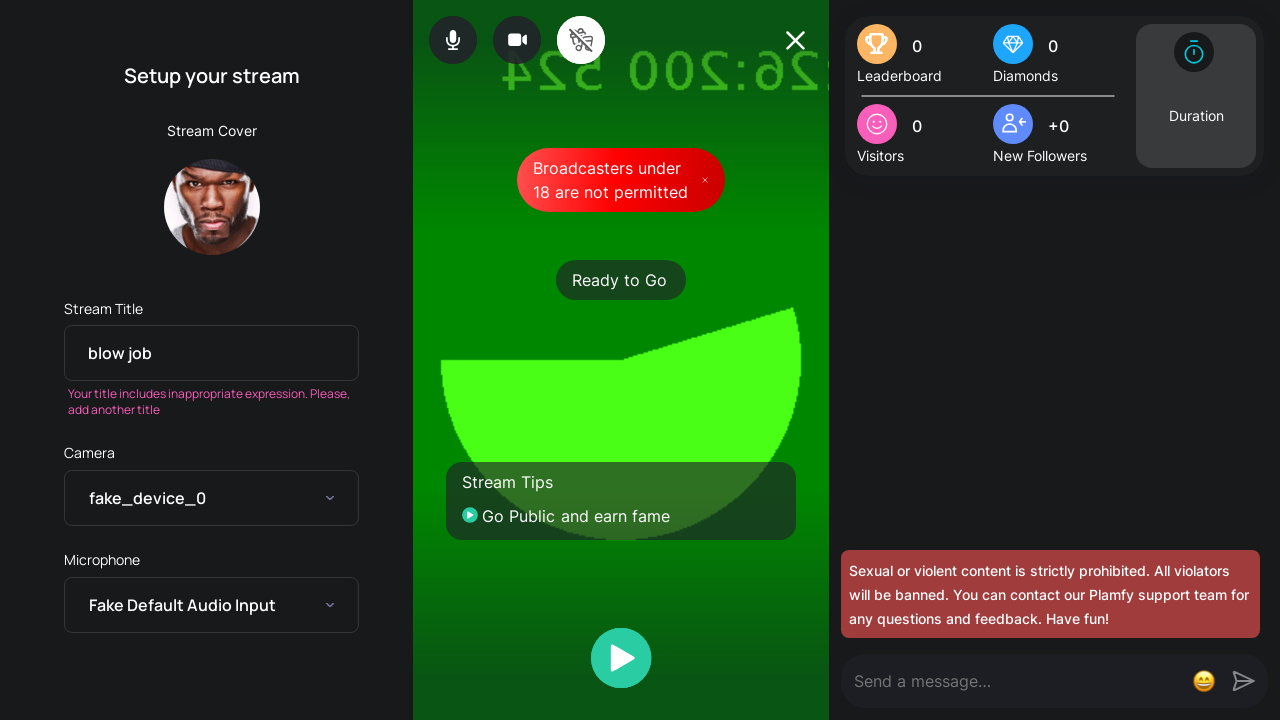 Setup your stream
Stream Cover
Stream Title
blow job
Your title includes inappropriate expression. Please,
add another title
Camera
fake_device_0
Microphone
Fake Default Audio Input
:26:200 524
Broadcasters under
18 are not permitted
Ready to Go
Stream Tips
Go Public and earn fame
0
Leaderboard
0
Diamonds
0
Visitors
+0
New Followers
Duration
Sexual or violent content is strictly prohibited. All violators
will be banned. You can contact our Plamfy support team for
any questions and feedback. Have fun!
Send a message...